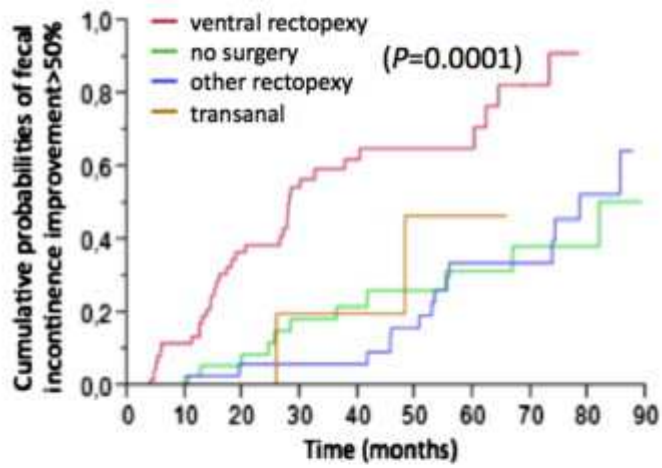 ventral rectopexy
no surgery
other rectopexy
transanal
(P=0.0001)
Cumulative probabilities of fecal
incontinence improvement>50%
1,0
0,8
0,6
0,4
0,2
0,0
0 10 20 30 40 50 60 70 80 90
Time (months)